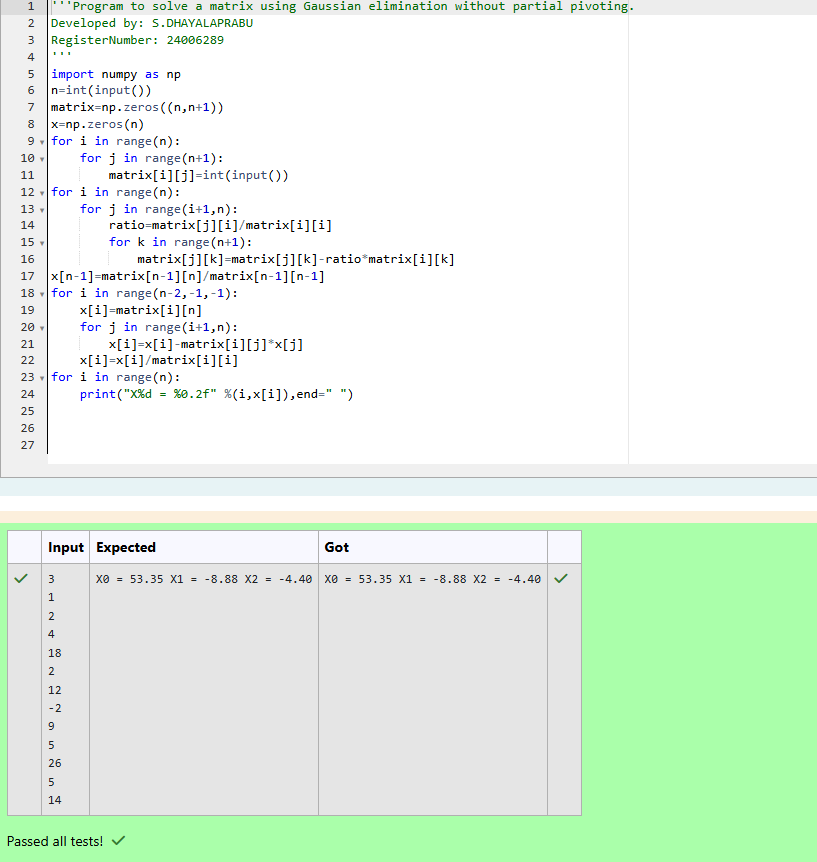 1 '''Program to solve a matrix using Gaussian elimination without partial pivoting.
2 Developed by: S.DHAYALAPRABU
3 RegisterNumber: 24006289
4 '''
5 import numpy as np
6 n=int(input())
7 matrix=np.zeros((n,n+1))
8 x=np.zeros(n)
9 for i in range(n):
10     for j in range(n+1):
11         matrix[i][j]=int(input())
12 for i in range(n):
13     for j in range(i+1,n):
14         ratio=matrix[j][i]/matrix[i][i]
15         for k in range(n+1):
16             matrix[j][k]=matrix[j][k]-ratio*matrix[i][k]
17 x[n-1]=matrix[n-1][n]/matrix[n-1][n-1]
18 for i in range(n-2,-1,-1):
19     x[i]=matrix[i][n]
20     for j in range(i+1,n):
21         x[i]=x[i]-matrix[i][j]*x[j]
22     x[i]=x[i]/matrix[i][i]
23 for i in range(n):
24     print("X%d = %0.2f" %(i,x[i]),end=" ")
25
26
27
Input Expected Got
3 X0 = 53.35 X1 = -8.88 X2 = -4.40 X0 = 53.35 X1 = -8.88 X2 = -4.40
1
2
4
18
2
12
-2
9
5
26
5
14
Passed all tests!